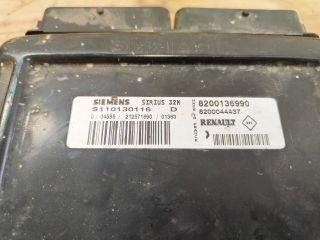 SIEMENS SIRIUS 32N
S110130116 D
8200136990
8200044437
RENAULT